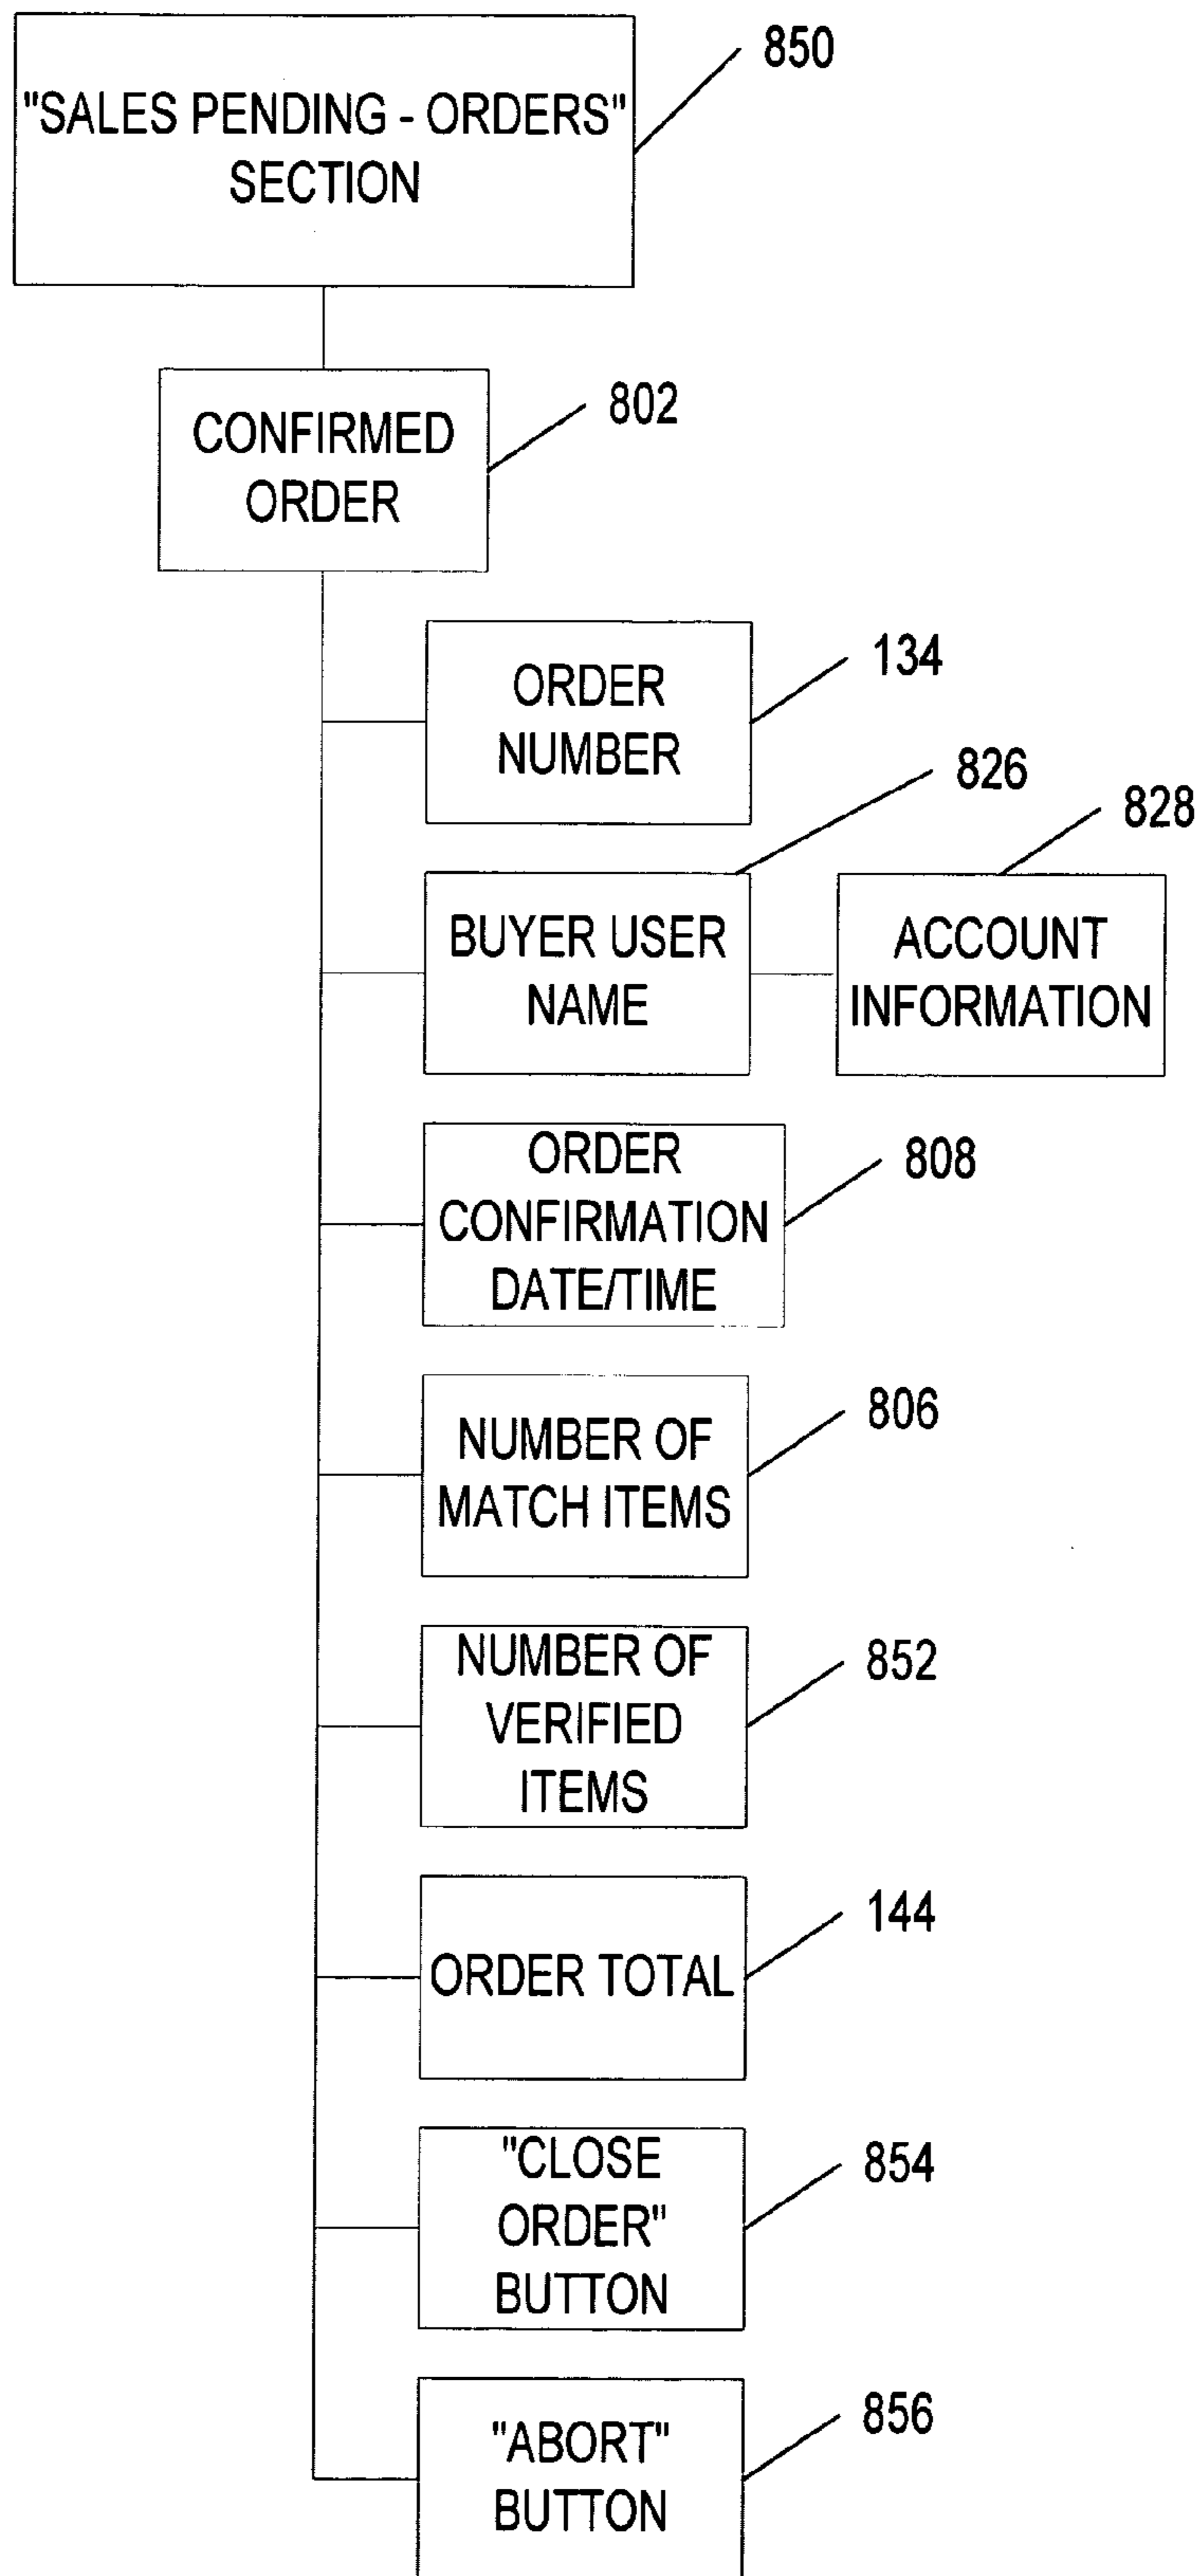 850
"SALES PENDING - ORDERS"
SECTION
802
CONFIRMED
ORDER
134
ORDER
NUMBER
826
828
BUYER USER
NAME
ACCOUNT
INFORMATION
808
ORDER
CONFIRMATION
DATE/TIME
806
NUMBER OF
MATCH ITEMS
852
NUMBER OF
VERIFIED
ITEMS
144
ORDER TOTAL
854
"CLOSE
ORDER"
BUTTON
856
"ABORT"
BUTTON